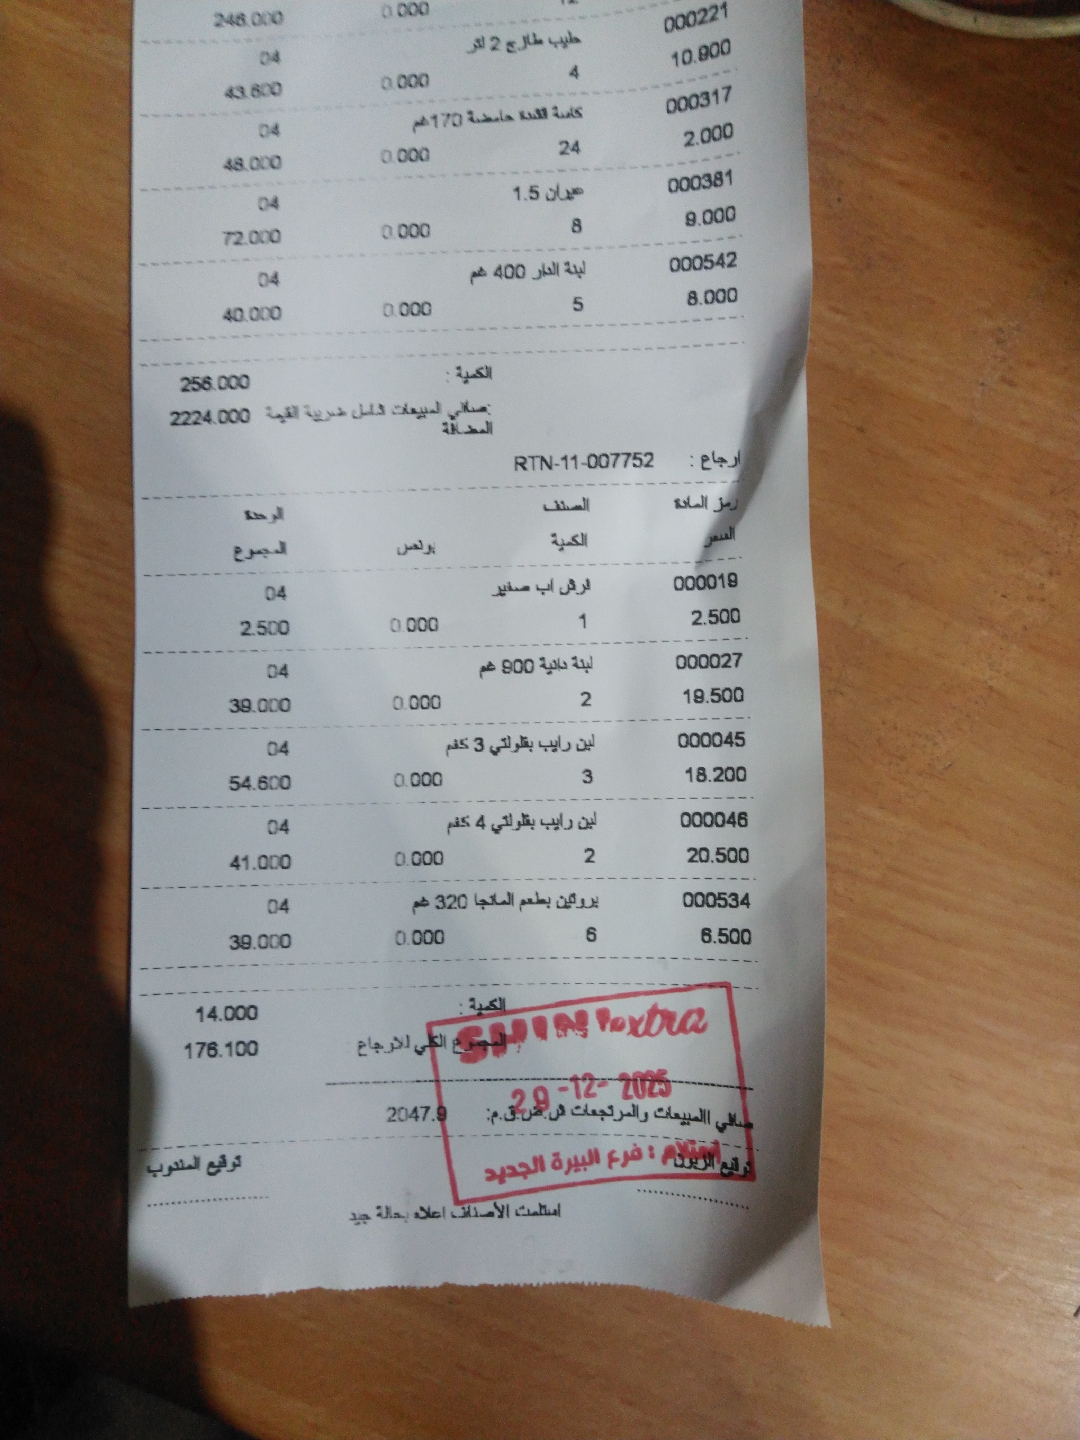 246.000 0.000 12
000221 حليب طازج 2 لتر 04
10.900 4 0.000 43.600
000317 كاسة قشدة حامضة 170غم 04
2.000 24 0.000 48.000
000381 عيران 1.5 04
9.000 8 0.000 72.000
000542 لبنة الدار 400 غم 04
8.000 5 0.000 40.000
الكمية : 256.000
صافي المبيعات شامل ضريبة القيمة: 2224.000
المضافة
ارجاع : RTN-11-007752
رمز المادة الصنف الوحدة
السعر الكمية بونص المجموع
000019 فرش اب صغير 04
2.500 1 0.000 2.500
000027 لبنة دانية 900 غم 04
19.500 2 0.000 39.000
000045 لبن رايب بقلولتي 3 كغم 04
18.200 3 0.000 54.600
000046 لبن رايب بقلولتي 4 كغم 04
20.500 2 0.000 41.000
000534 بروتين بطعم المانجا 320 غم 04
6.500 6 0.000 39.000
الكمية : 14.000
المجموع الكلي للارجاع 176.100
extra
29-12-2025
صافي االمبيعات والمرتجعات ش.ض.ق.م: 2047.9
استلام : فرع البيرة الجديد
توقيع الزبون توقيع المندوب
استلمت الأصناف اعلاه بحالة جيد